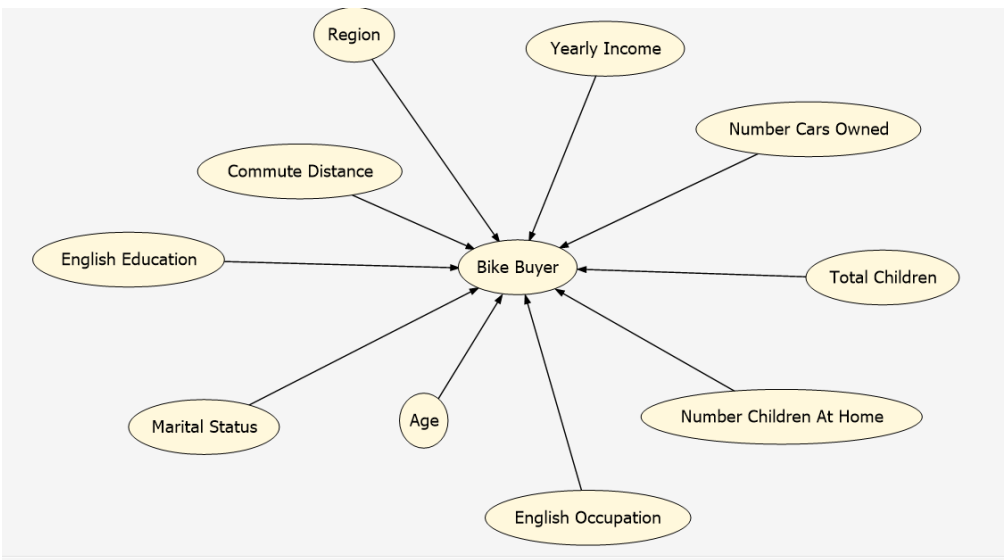 Region
Yearly Income
Number Cars Owned
Commute Distance
English Education
Bike Buyer
Total Children
Marital Status
Age
Number Children At Home
English Occupation